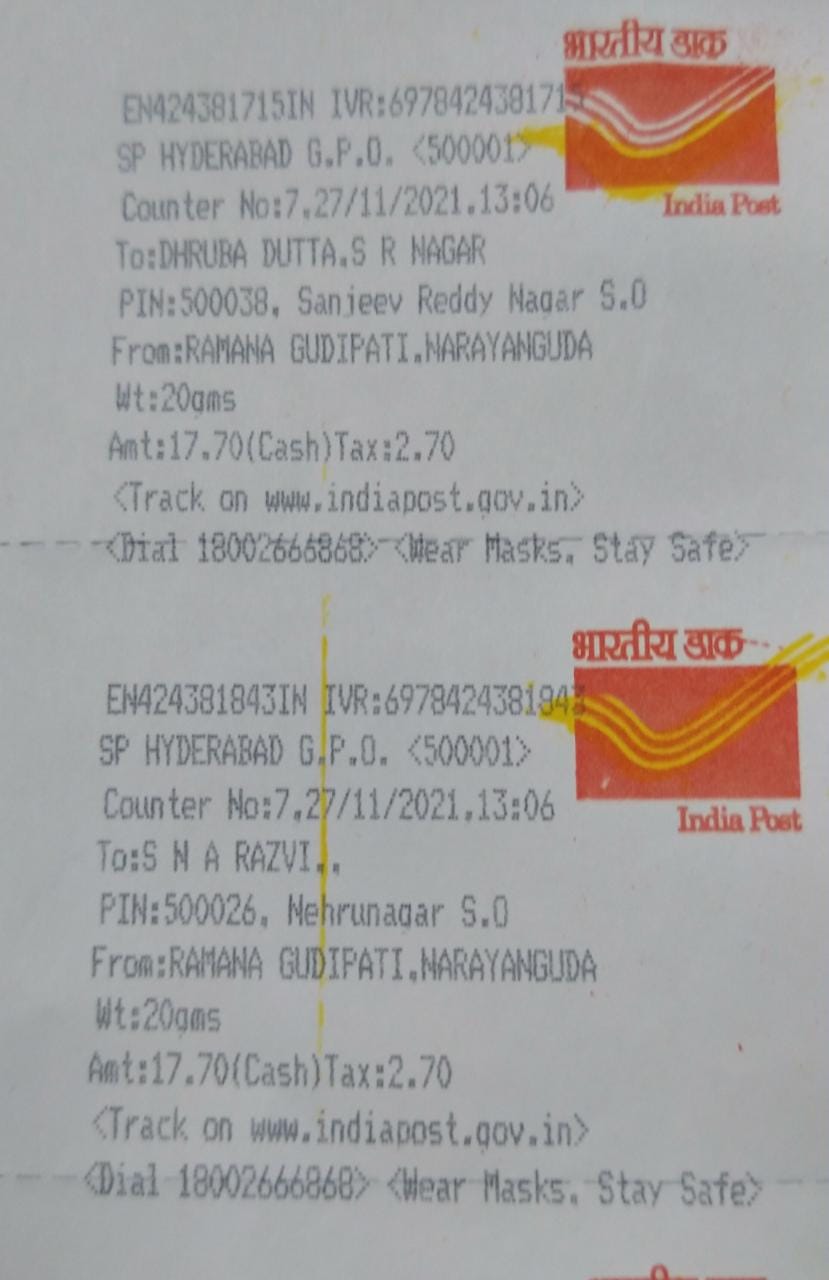 भारतीय डाक
EN424381715IN IVR:6978424381715
SP HYDERABAD G.P.O. <500001>
Counter No:7,27/11/2021,13:06
India Post
To:DHRUBA DUTTA,S R NAGAR
PIN:500038, Sanjeev Reddy Nagar S.O
From:RAMANA GUDIPATI,NARAYANGUDA
Wt:20gms
Amt:17.70(Cash)Tax:2.70
<Track on www.indiapost.gov.in>
<Dial 18002666868> <Wear Masks, Stay Safe>
भारतीय डाक
EN424381843IN IVR:6978424381843
SP HYDERABAD G.P.O. <500001>
Counter No:7,27/11/2021,13:06
India Post
To:S N A RAZVI,,
PIN:500026, Nehrunagar S.O
From:RAMANA GUDIPATI,NARAYANGUDA
Wt:20gms
Amt:17.70(Cash)Tax:2.70
<Track on www.indiapost.gov.in>
<Dial 18002666868> <Wear Masks, Stay Safe>